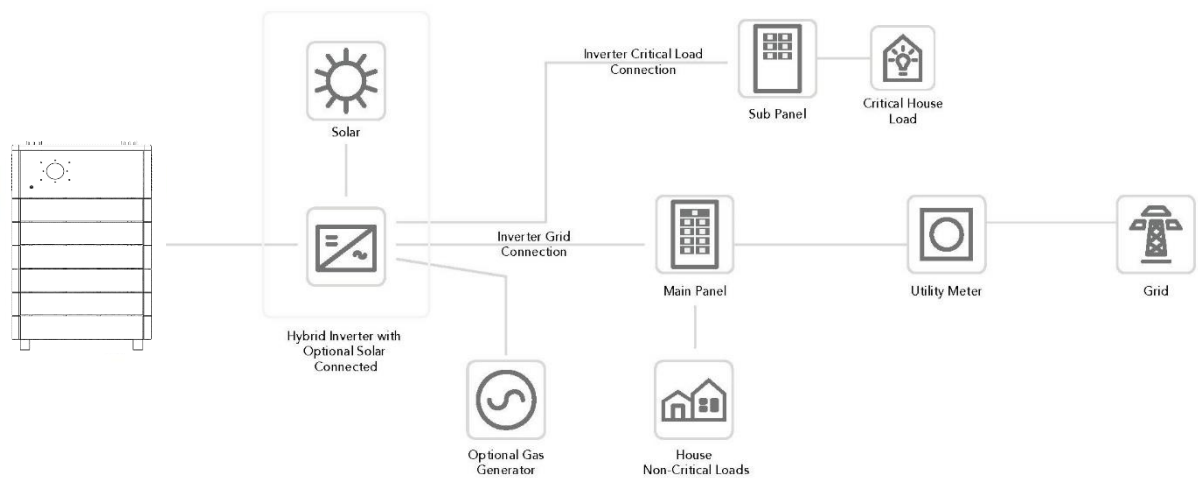 Inverter Critical Load
Connection
Sub Panel
Critical House
Load
Solar
Inverter Grid
Connection
Main Panel
Utility Meter
Grid
Hybrid Inverter with
Optional Solar
Connected
Optional Gas
Generator
House
Non-Critical Loads